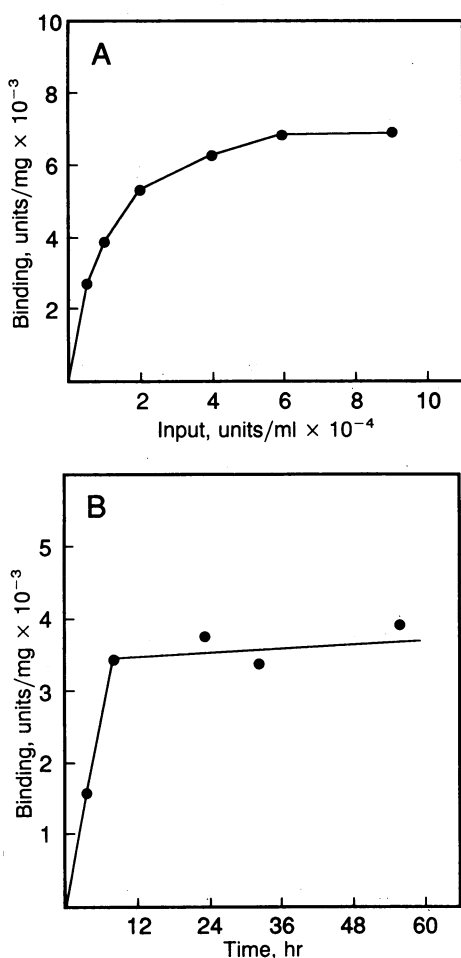 A
10
8
6
4
2
Binding, units/mg × 10⁻³
2 4 6 8 10
Input, units/ml × 10⁻⁴
B
5
4
3
2
1
Binding, units/mg × 10⁻³
12 24 36 48 60
Time, hr